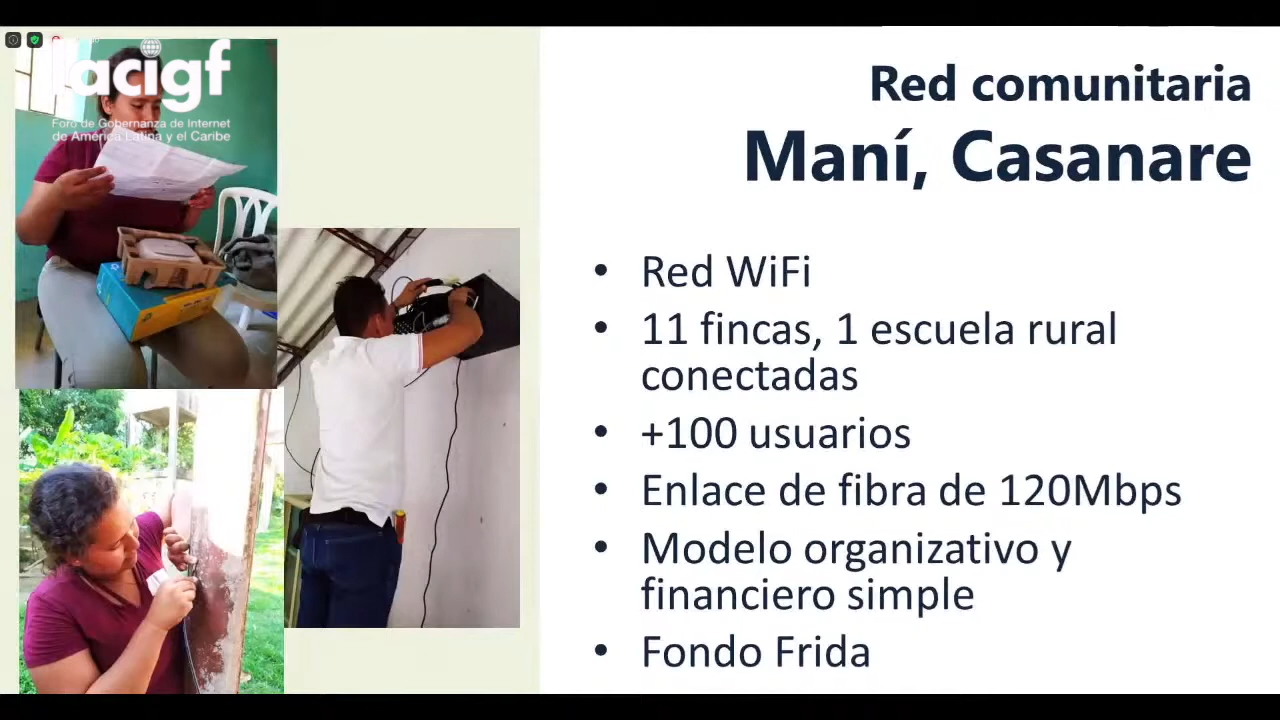 lacigf
Foro de Gobernanza de Internet
de América Latina y el Caribe
Red comunitaria
Maní, Casanare
• Red WiFi
• 11 fincas, 1 escuela rural
conectadas
• +100 usuarios
• Enlace de fibra de 120Mbps
• Modelo organizativo y
financiero simple
• Fondo Frida